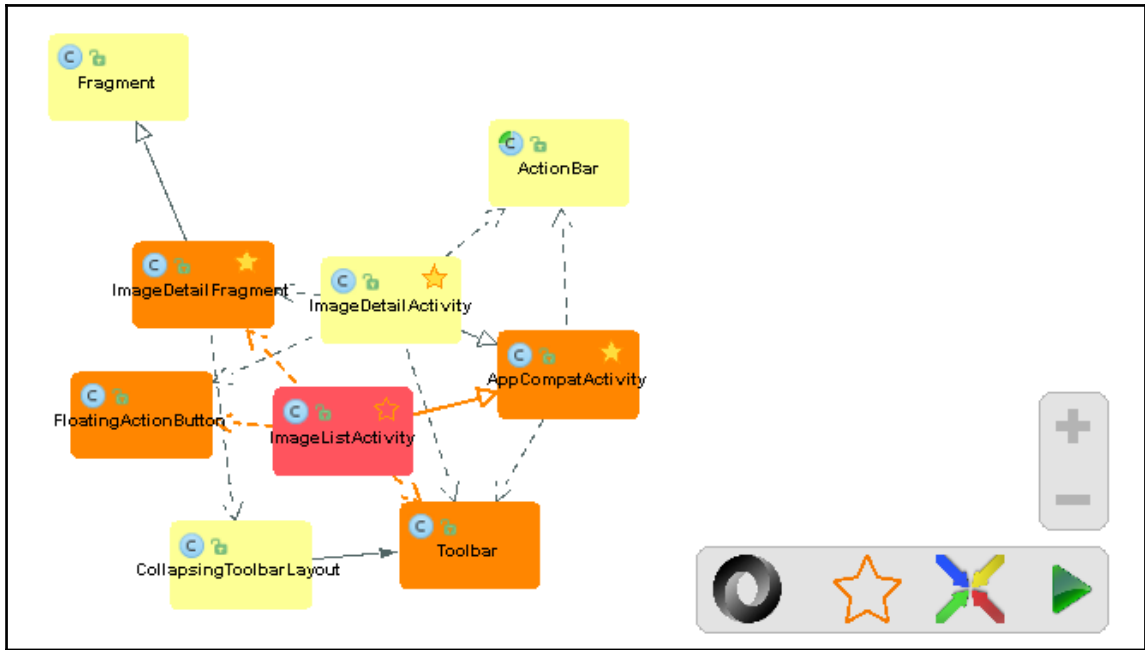 C
Fragment
C
ActionBar
C
ImageDetailFragment
C
ImageDetailActivity
C
AppCompatActivity
C
FloatingActionButton
C
ImageListActivity
C
CollapsingToolbarLayout
C
Toolbar